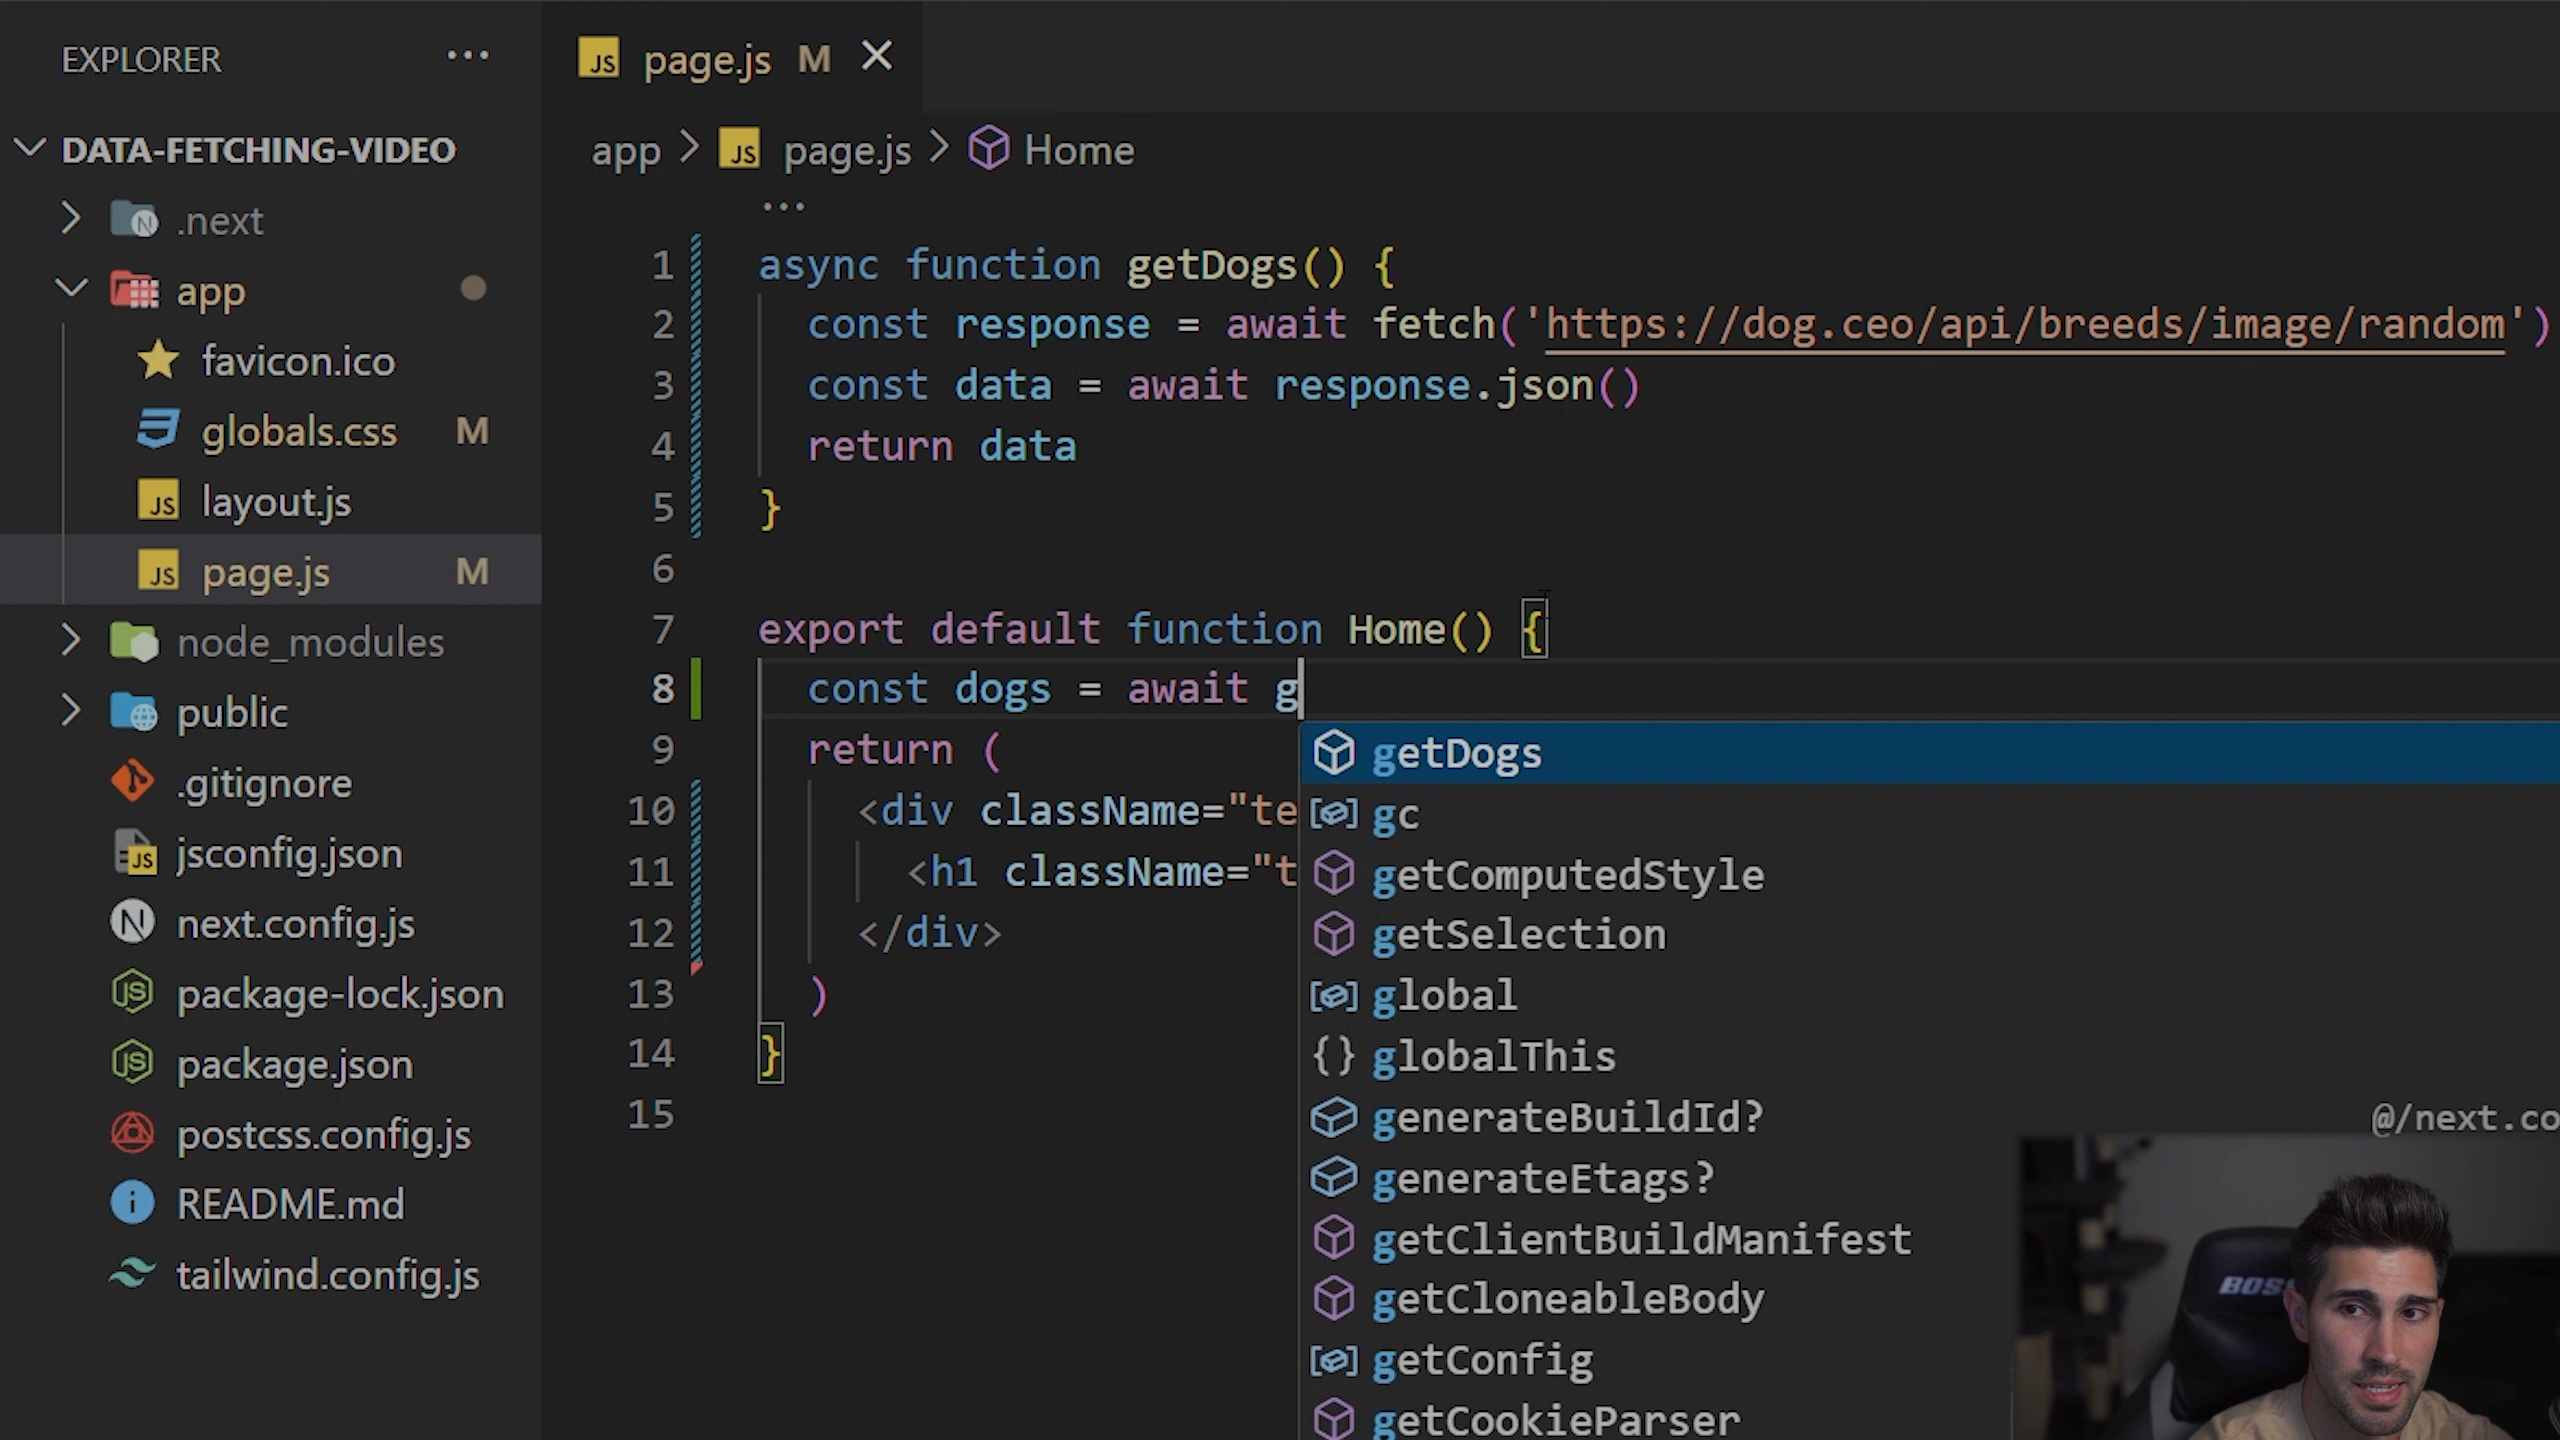 EXPLORER
DATA-FETCHING-VIDEO
.next
app
favicon.ico
globals.css M
layout.js
page.js M
node_modules
public
.gitignore
jsconfig.json
next.config.js
package-lock.json
package.json
postcss.config.js
README.md
tailwind.config.js
JS page.js M
app > JS page.js > Home
1 async function getDogs() {
2 const response = await fetch('https://dog.ceo/api/breeds/image/random')
3 const data = await response.json()
4 return data
5 }
6
7 export default function Home() {
8 const dogs = await g
9 return (
10 <div className="te
11 <h1 className="t
12 </div>
13 )
14 }
15
getDogs
gc
getComputedStyle
getSelection
global
globalThis
generateBuildId? @/next.co
generateEtags?
getClientBuildManifest
getCloneableBody
getConfig
getCookieParser
BOSS